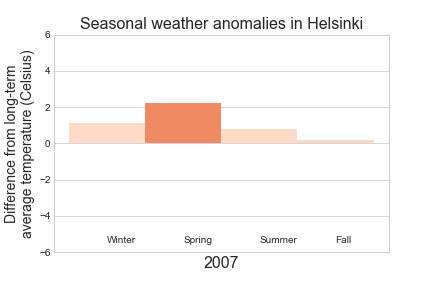 Seasonal weather anomalies in Helsinki
Difference from long-term
average temperature (Celsius)
6
4
2
0
−2
−4
−6
Winter Spring Summer Fall
2007